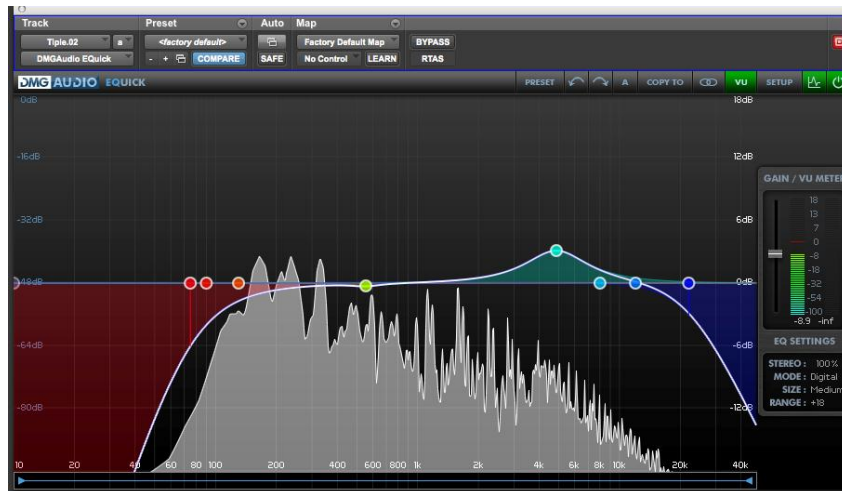 Track Preset Auto Map
Tiple.02 a <factory default> Factory Default Map BYPASS
DMGAudio EQuick - + COMPARE SAFE No Control LEARN RTAS
DMG AUDIO EQUICK PRESET A COPY TO VU SETUP
0dB 18dB
-16dB 12dB
-32dB 6dB
-48dB 0dB
-64dB -6dB
-80dB -12dB
10 20 40 60 80 100 200 400 600 800 1k 2k 4k 6k 8k 10k 20k 40k
GAIN / VU METER
18
13
7
0
-8
-18
-32
-54
-100
-8.9 -inf
EQ SETTINGS
STEREO : 100%
MODE : Digital
SIZE : Medium
RANGE : +18